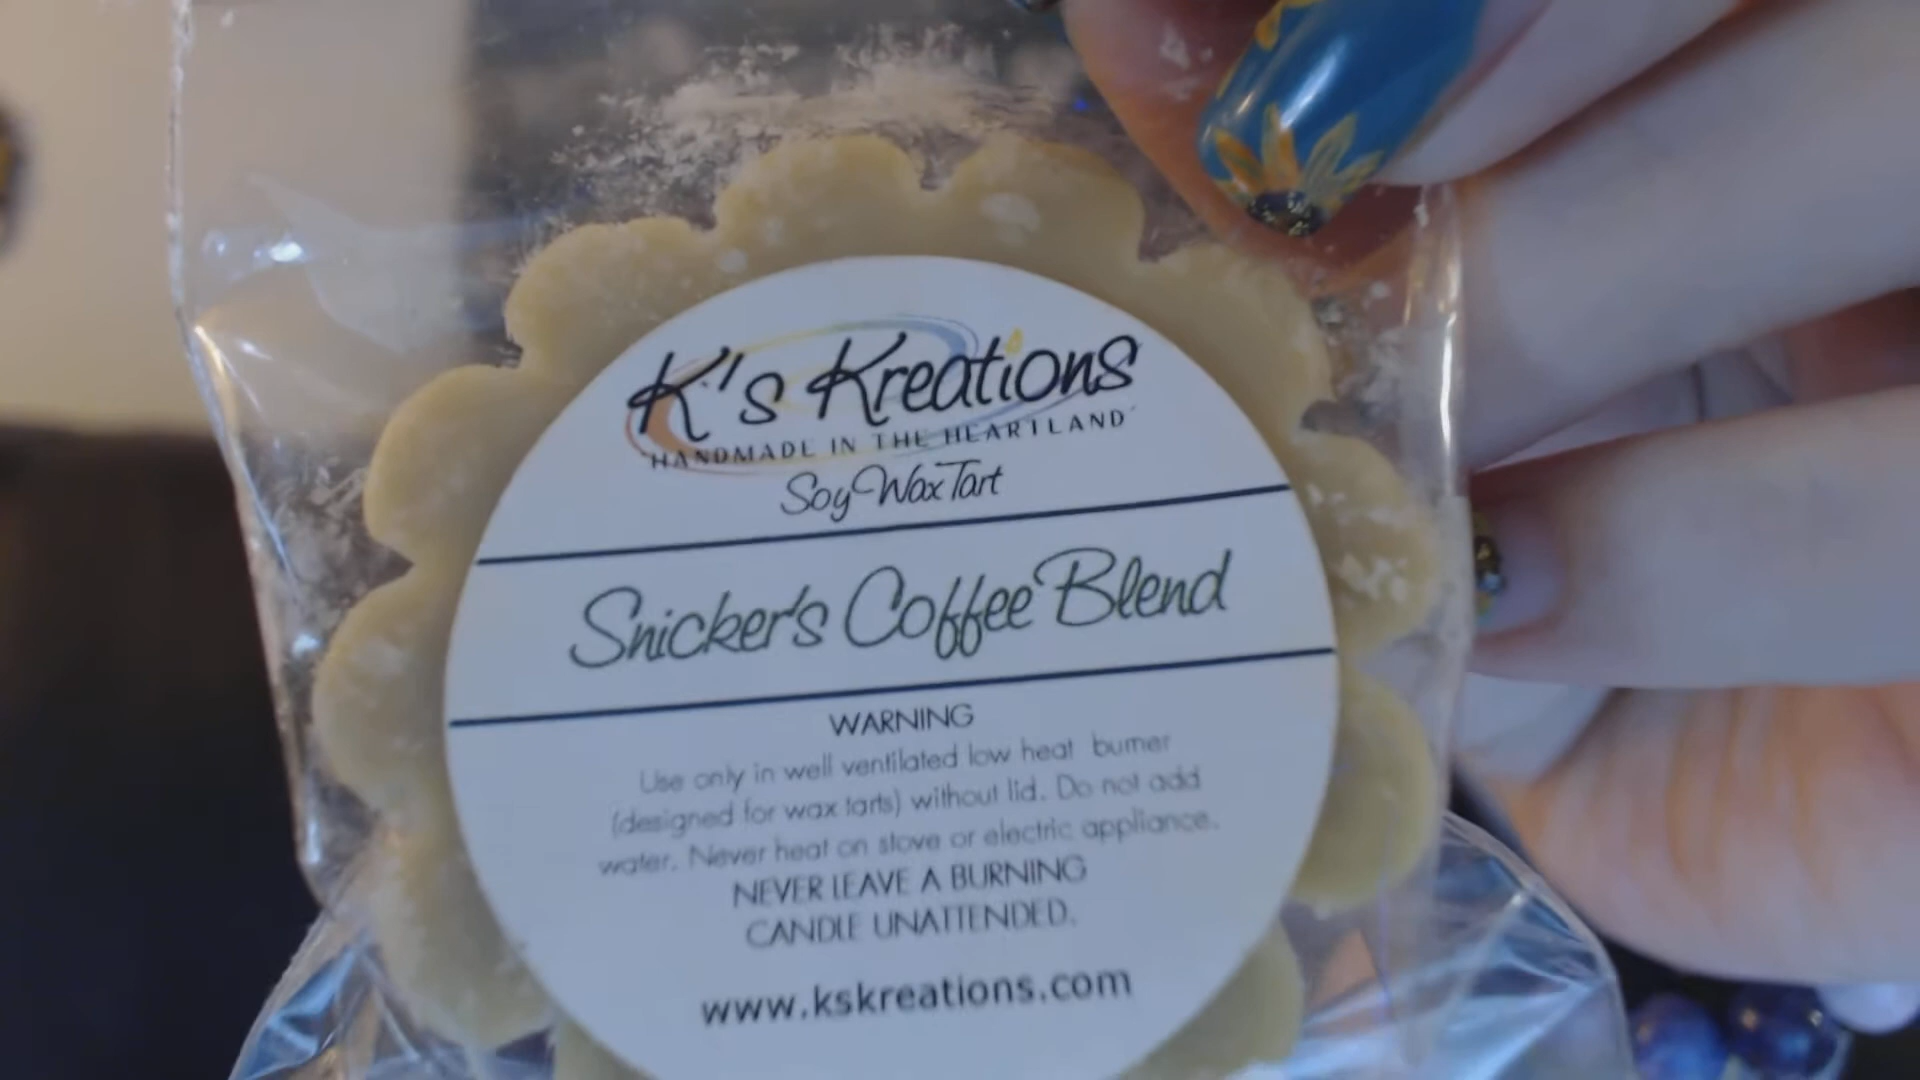 K's Kreations
HANDMADE IN THE HEARTLAND
Soy Wax Tart
Snicker's Coffee Blend
WARNING
Use only in well ventilated low heat burner
(designed for wax tarts) without lid. Do not add
water. Never heat on stove or electric appliance.
NEVER LEAVE A BURNING
CANDLE UNATTENDED.
www.kskreations.com